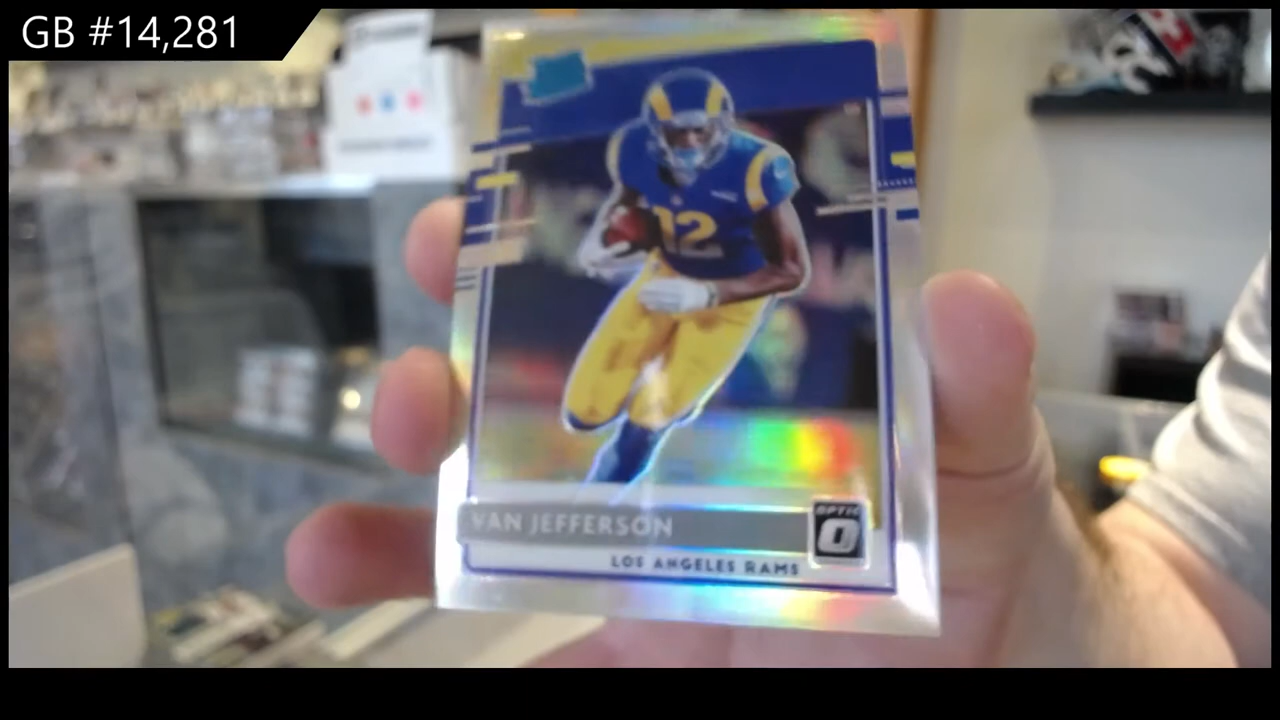 GB #14,281
12
VAN JEFFERSON
OPTIC
O
LOS ANGELES RAMS